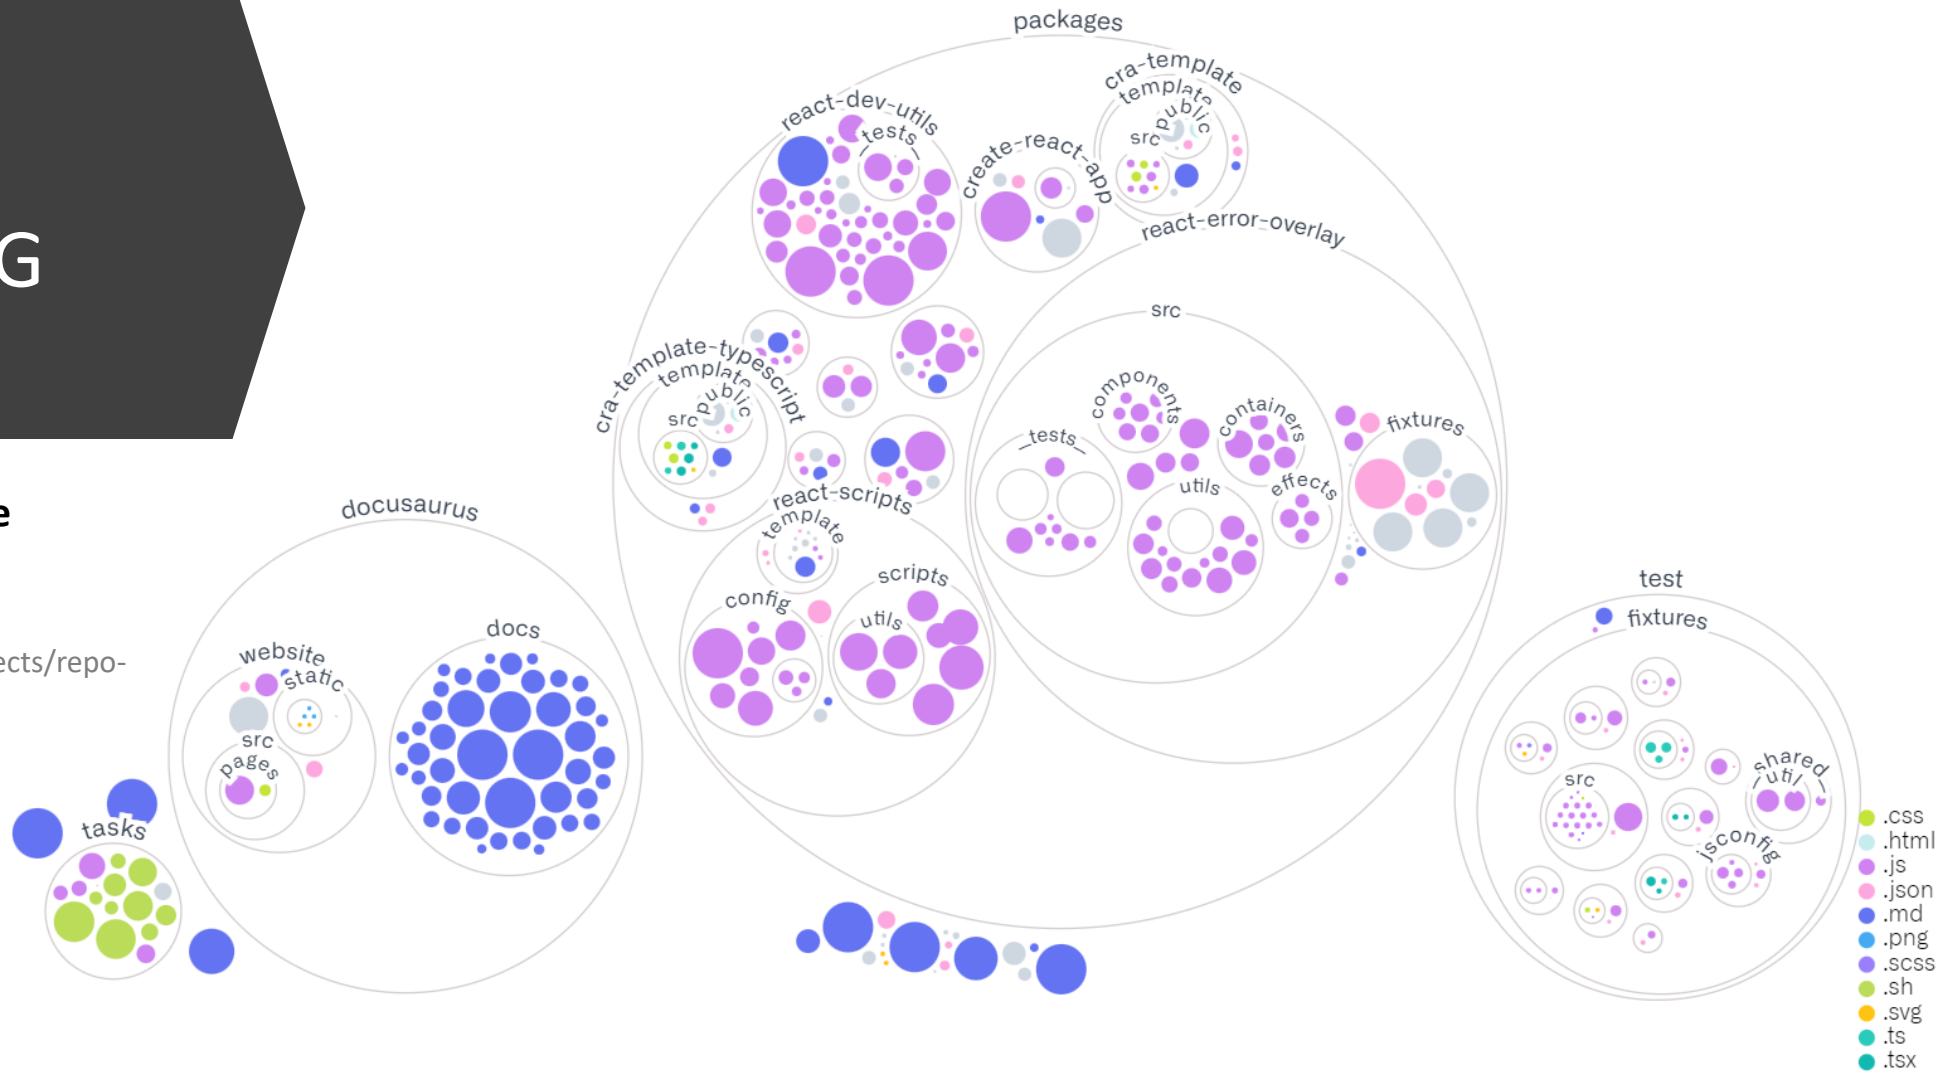 G
e
ects/repo-
packages
cra-template
template
public
src
react-dev-utils
tests
create-react-app
react-error-overlay
src
components
containers
_tests_
utils
effects
fixtures
cra-template-typescript
template
public
src
react-scripts
template
config
scripts
utils
docusaurus
website
static
src
pages
docs
tasks
test
fixtures
src
shared
util
jsconfig
.css
.html
.js
.json
.md
.png
.scss
.sh
.svg
.ts
.tsx